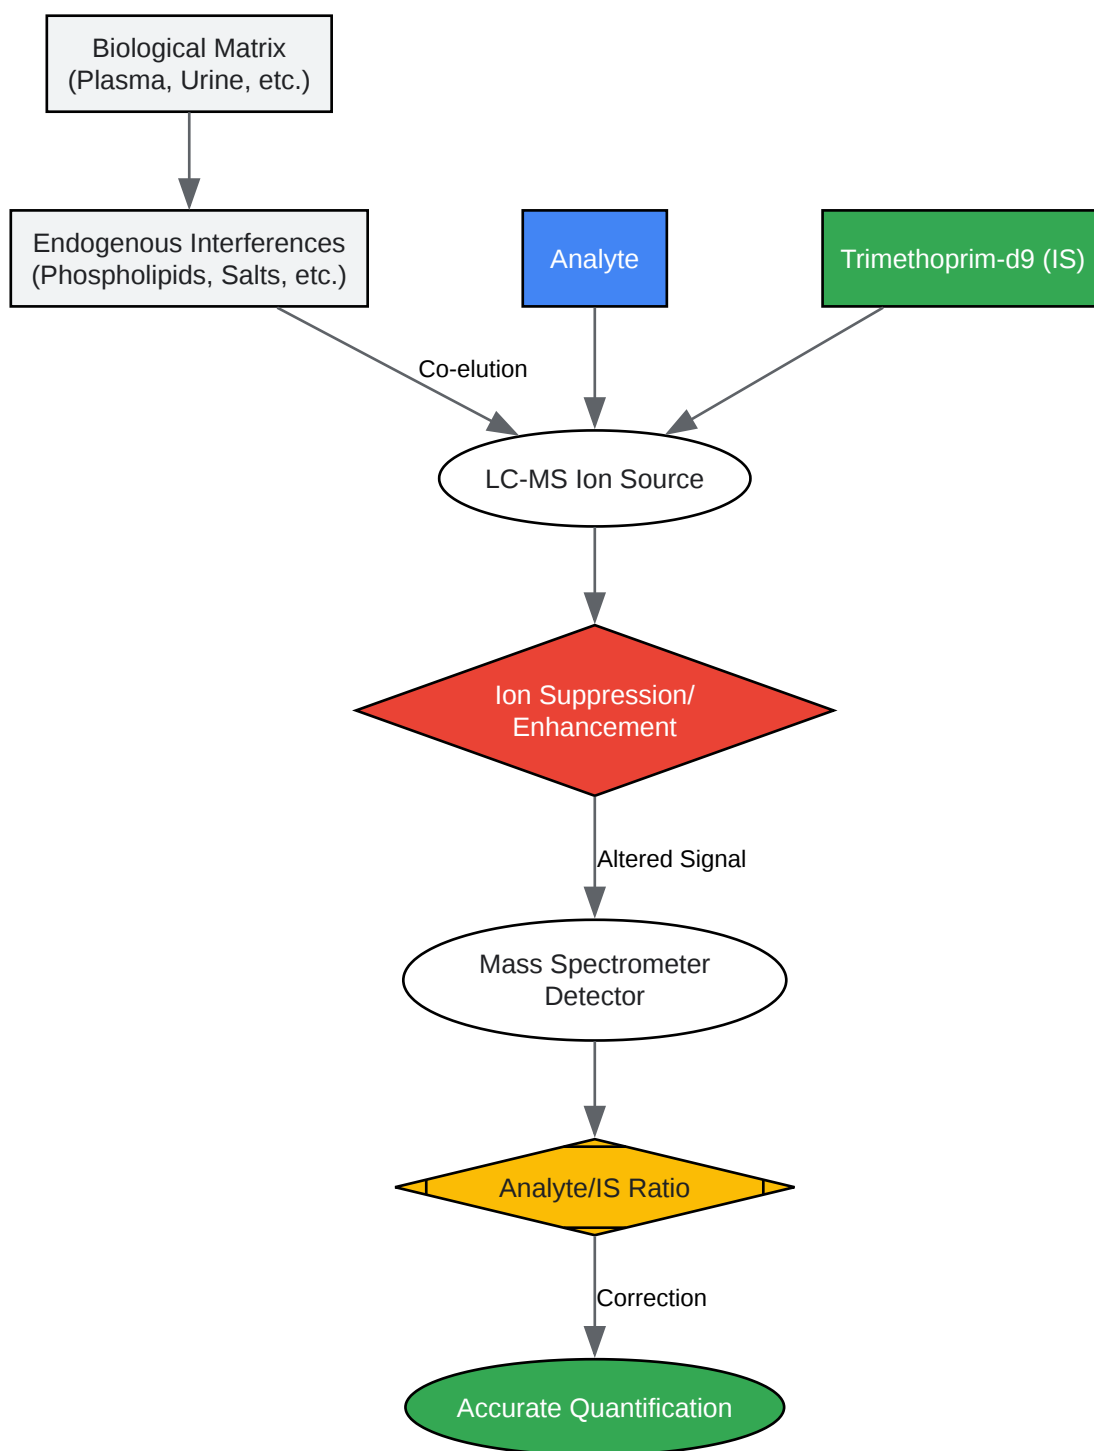 Biological Matrix
(Plasma, Urine, etc.)
Endogenous Interferences
(Phospholipids, Salts, etc.)
Analyte
Trimethoprim-d9 (IS)
Co-elution
LC-MS Ion Source
Ion Suppression/
Enhancement
Altered Signal
Mass Spectrometer
Detector
Analyte/IS Ratio
Correction
Accurate Quantification